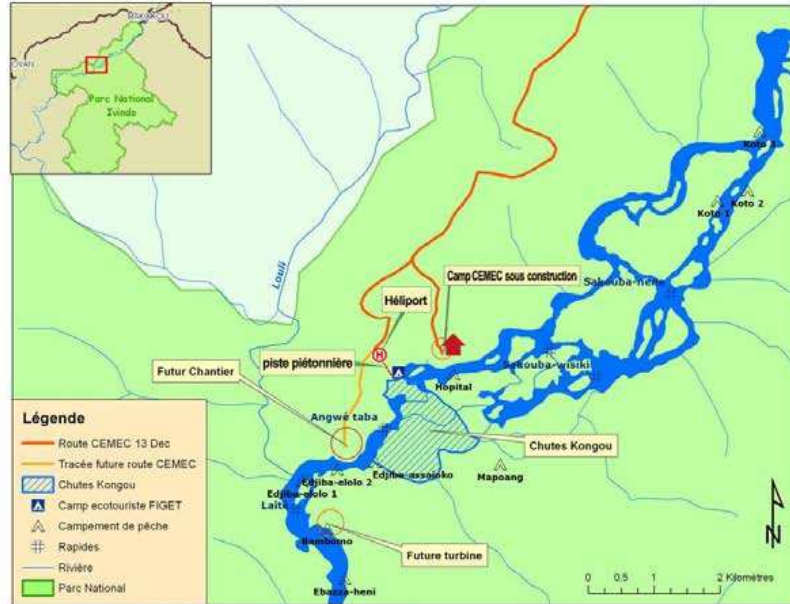 MAKOKOU
Parc National
Ivindo
Koto 3
Koto 1
Koto 2
Louli
Camp CEMEC sous construction
Sakouba-nene
Héliport
piste piétonnière
Futur Chantier
Hopital
Sakouba-wisiki
Angwé taba
Chutes Kongou
Edjiba-assaloko
Mapoang
Edjiba-elolo 2
Edjiba-elolo 1
Laité
Bambomo
Future turbine
Ebazza-heni
Légende
Route CEMEC 13 Dec
Tracée future route CEMEC
Chutes Kongou
Camp ecotouriste FIGET
Campement de pêche
Rapides
Rivière
Parc National
H
N
0 0.5 1 2 Kilomètres